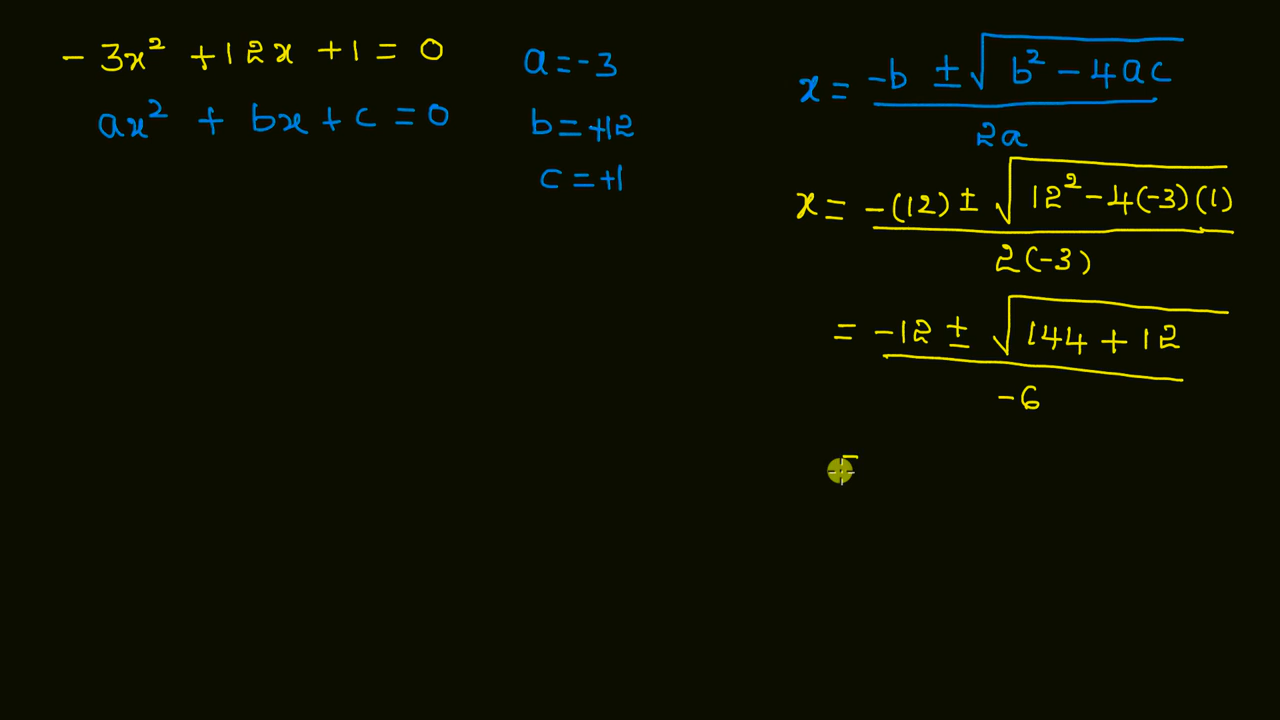 - 3x² + 12x + 1 = 0
ax² + bx + c = 0
a = -3
b = +12
c = +1
x = -b ± √(b² - 4ac) / 2a
x = -(12) ± √(12² - 4(-3)(1)) / 2(-3)
= -12 ± √(144 + 12) / -6